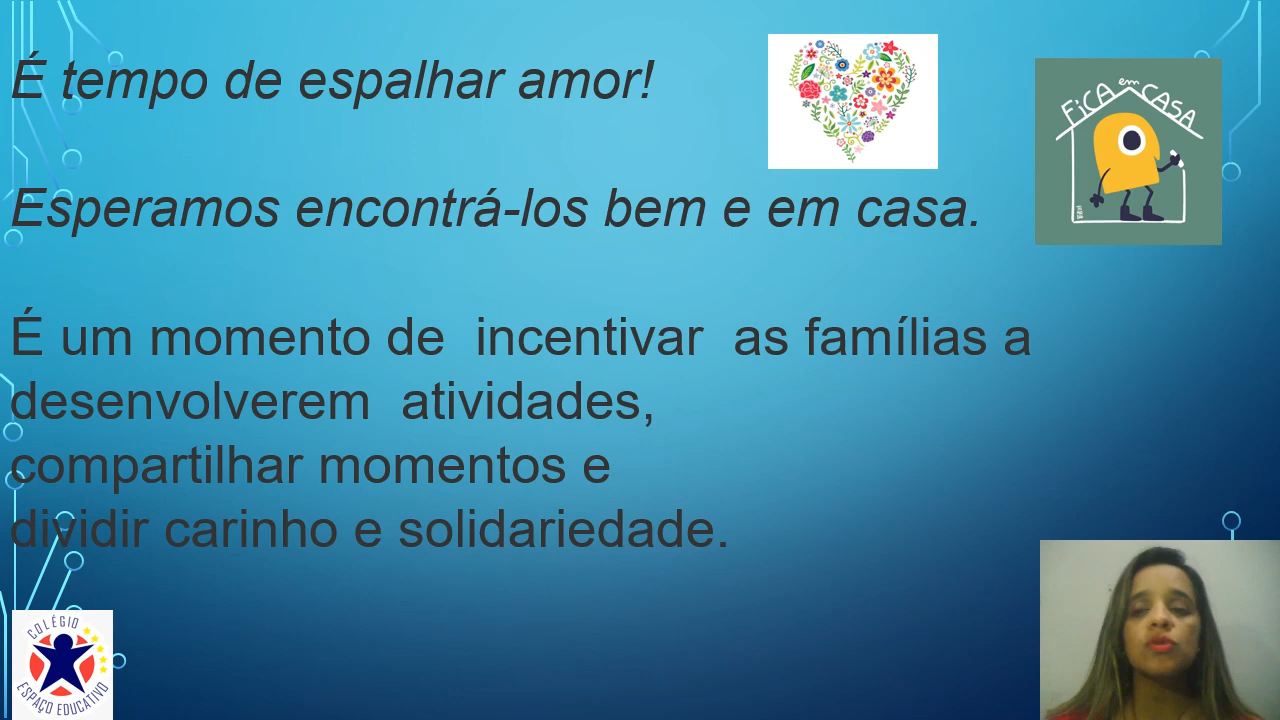 É tempo de espalhar amor!
Esperamos encontrá-los bem e em casa.
É um momento de  incentivar  as famílias a
desenvolverem  atividades,
compartilhar momentos e
dividir carinho e solidariedade.
FiCA em CASA
COLÉGIO
ESPAÇO EDUCATIVO